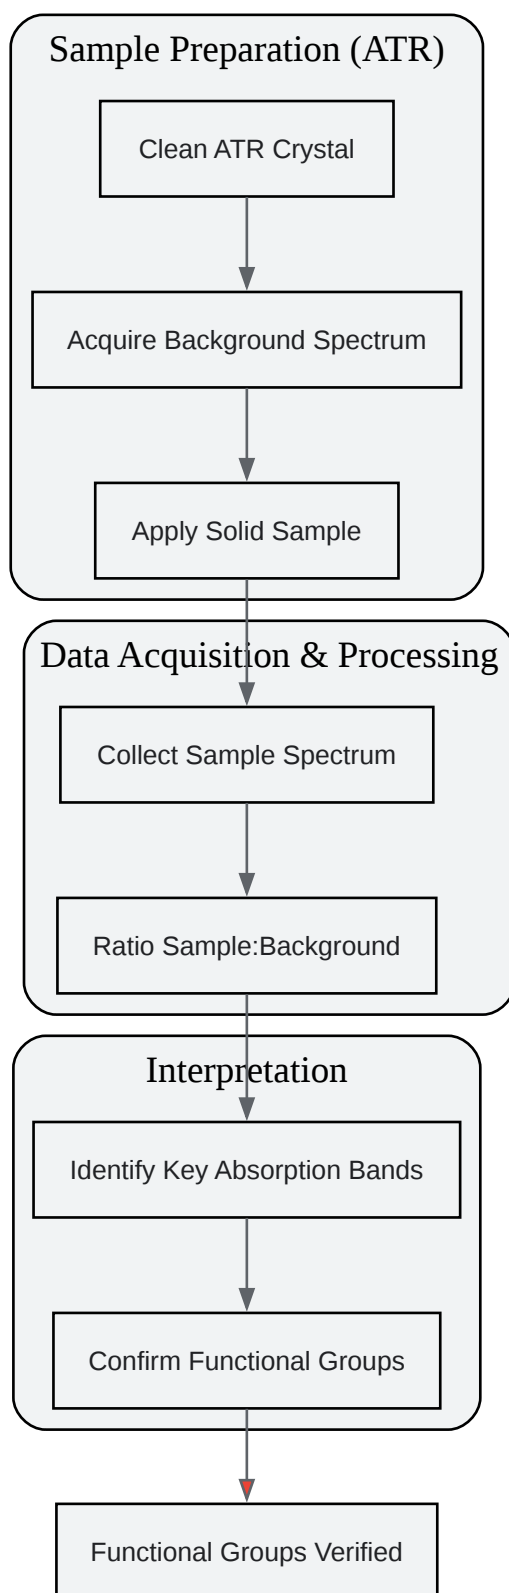 Sample Preparation (ATR)
Clean ATR Crystal
Acquire Background Spectrum
Apply Solid Sample
Data Acquisition & Processing
Collect Sample Spectrum
Ratio Sample:Background
Interpretation
Identify Key Absorption Bands
Confirm Functional Groups
Functional Groups Verified